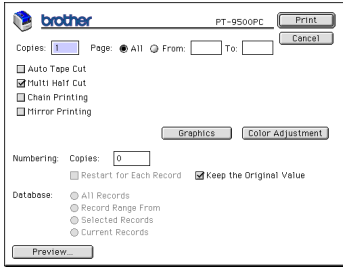 brother PT-9500PC Print
Cancel
Copies: 1 Page: All From: To:
Auto Tape Cut
Multi Half Cut
Chain Printing
Mirror Printing
Graphics Color Adjustment
Numbering: Copies: 0
Restart for Each Record Keep the Original Value
Database: All Records
Record Range From
Selected Records
Current Records
Preview...